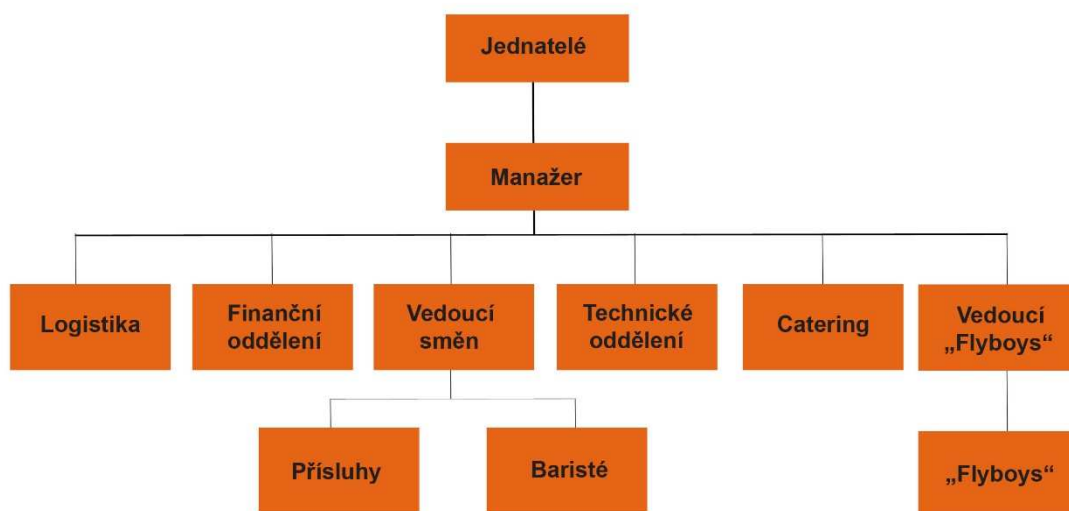 Jednatelé
Manažer
Logistika
Finanční
oddělení
Vedoucí
směn
Technické
oddělení
Catering
Vedoucí
„Flyboys“
Přísluhy
Baristé
„Flyboys“